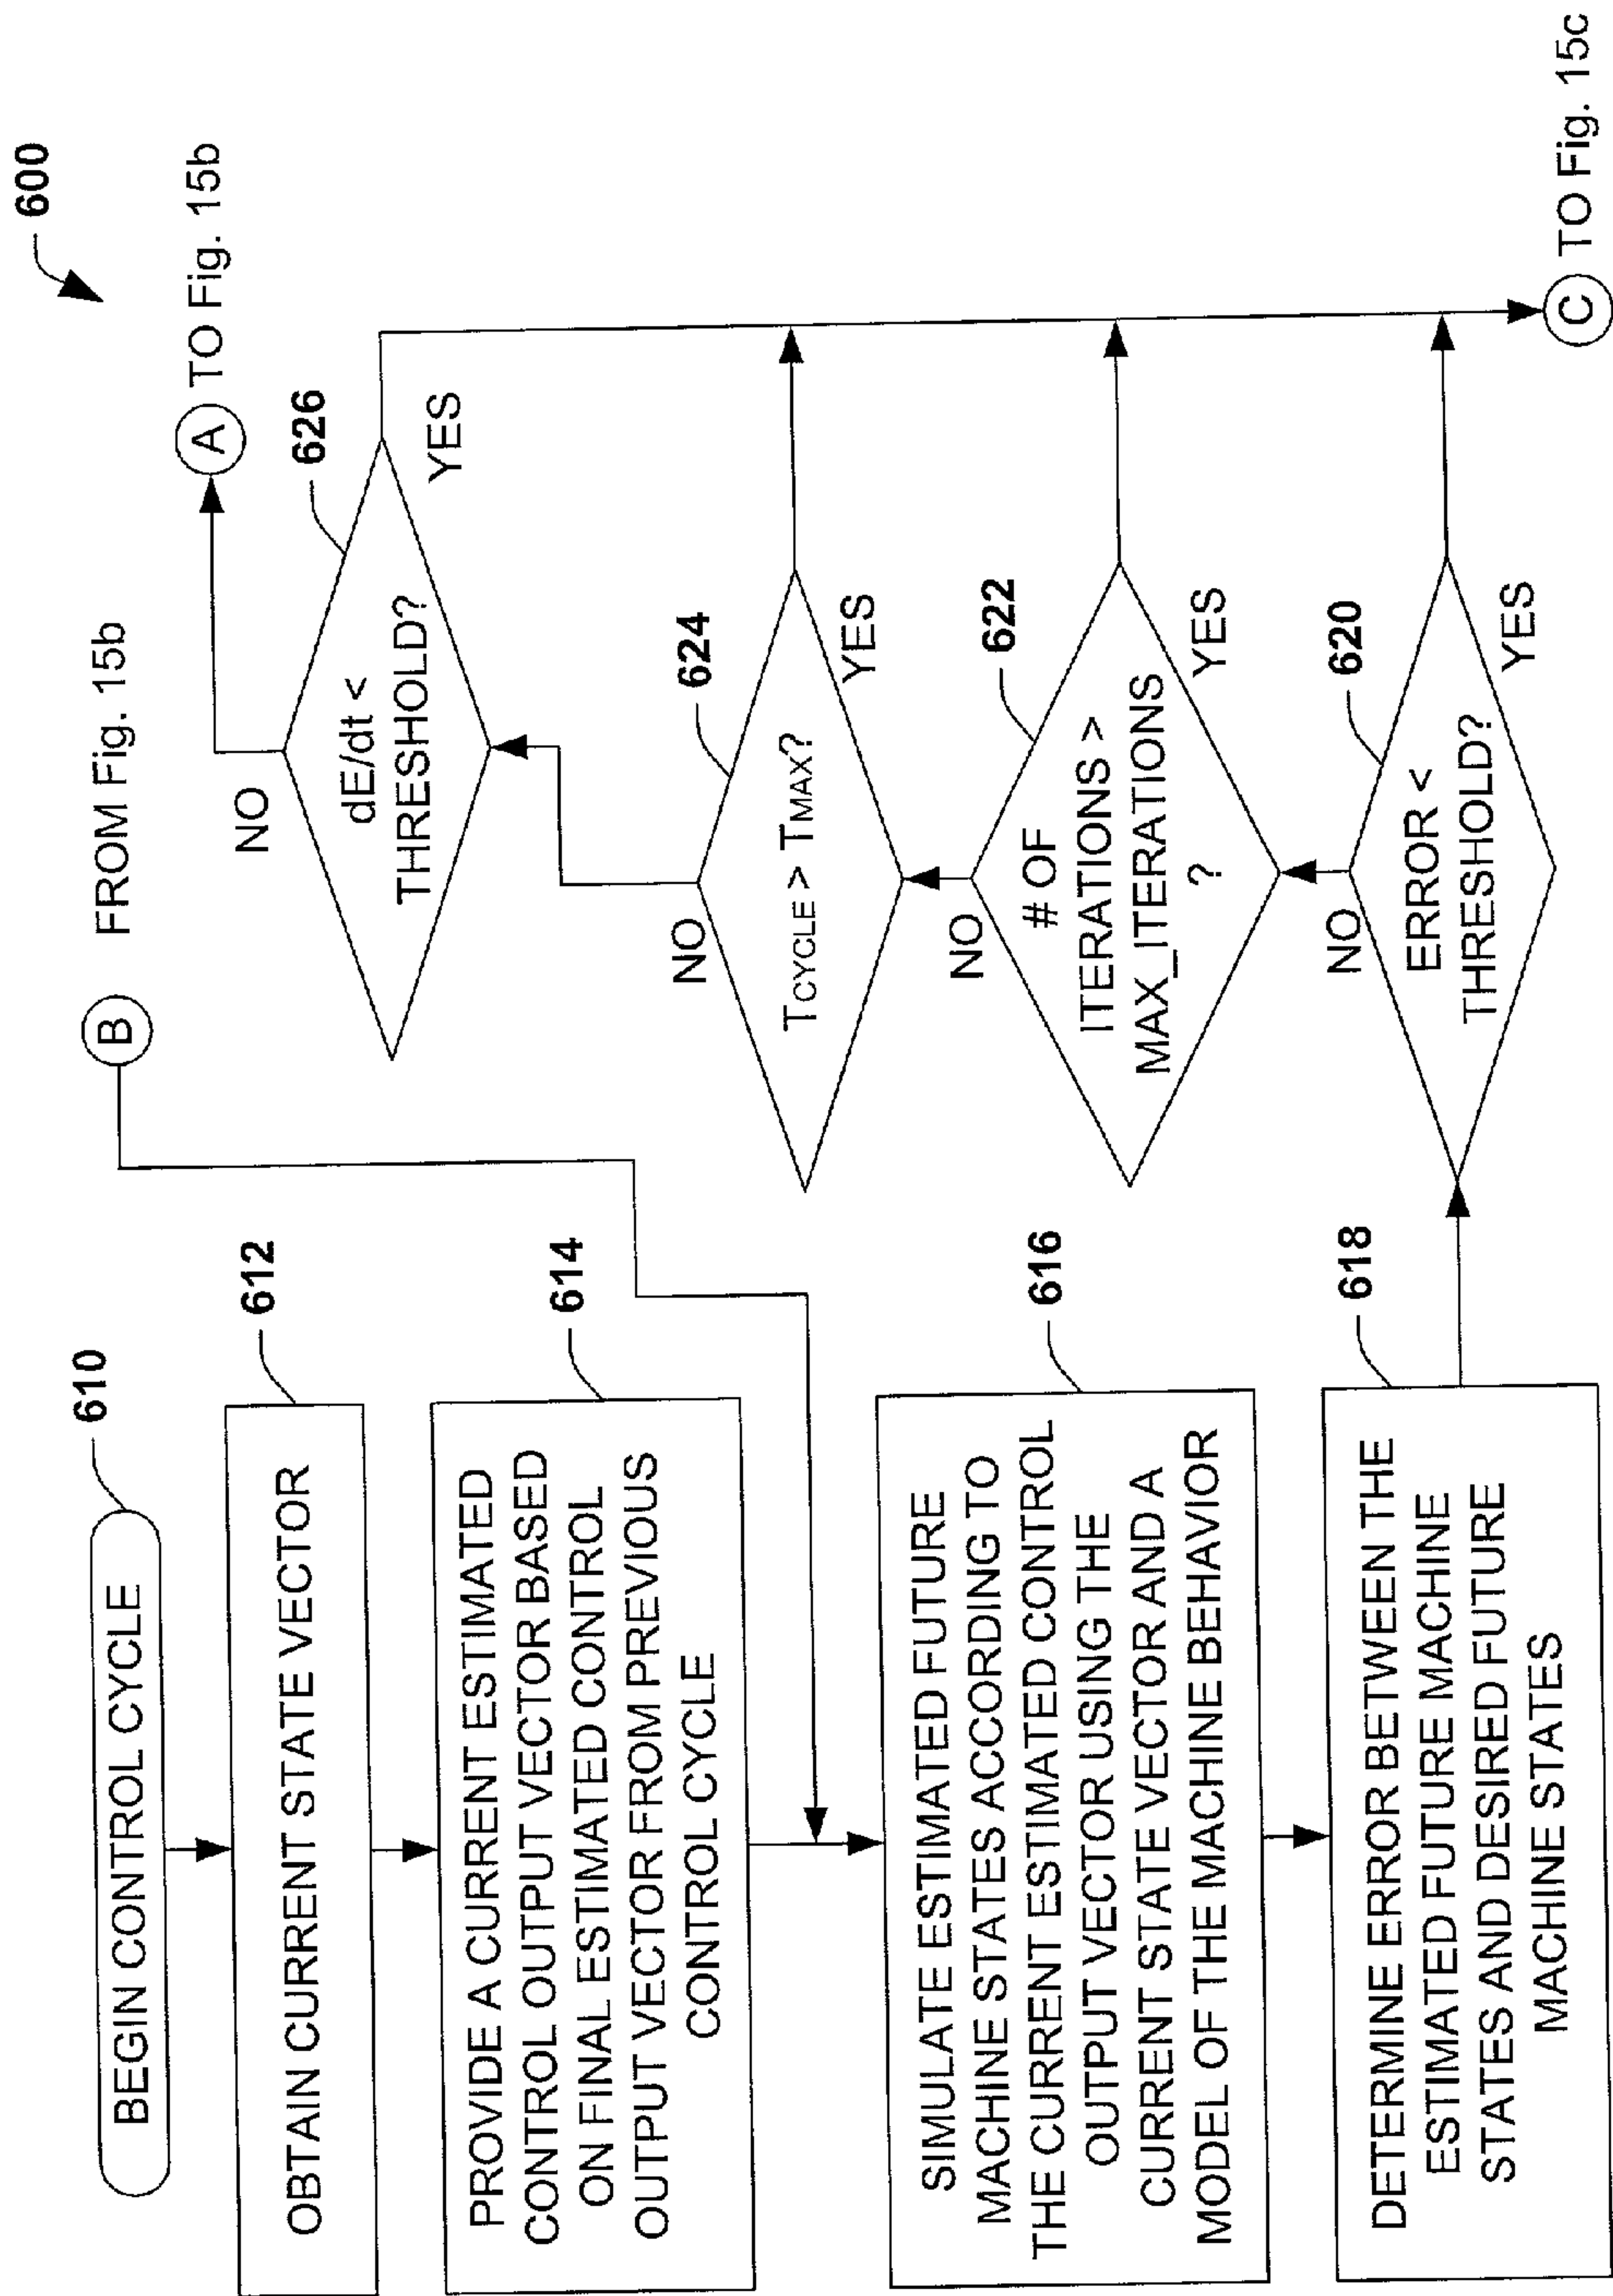 600
610
BEGIN CONTROL CYCLE
612
OBTAIN CURRENT STATE VECTOR
614
PROVIDE A CURRENT ESTIMATED
CONTROL OUTPUT VECTOR BASED
ON FINAL ESTIMATED CONTROL
OUTPUT VECTOR FROM PREVIOUS
CONTROL CYCLE
616
SIMULATE ESTIMATED FUTURE
MACHINE STATES ACCORDING TO
THE CURRENT ESTIMATED CONTROL
OUTPUT VECTOR USING THE
CURRENT STATE VECTOR AND A
MODEL OF THE MACHINE BEHAVIOR
618
DETERMINE ERROR BETWEEN THE
ESTIMATED FUTURE MACHINE
STATES AND DESIRED FUTURE
MACHINE STATES
B FROM Fig. 15b
A TO Fig. 15b
626
NO
dE/dt <
THRESHOLD?
YES
624
NO
TCYCLE > TMAX?
YES
622
NO
# OF
ITERATIONS >
MAX_ITERATIONS
?
YES
620
NO
ERROR <
THRESHOLD?
YES
C TO Fig. 15c